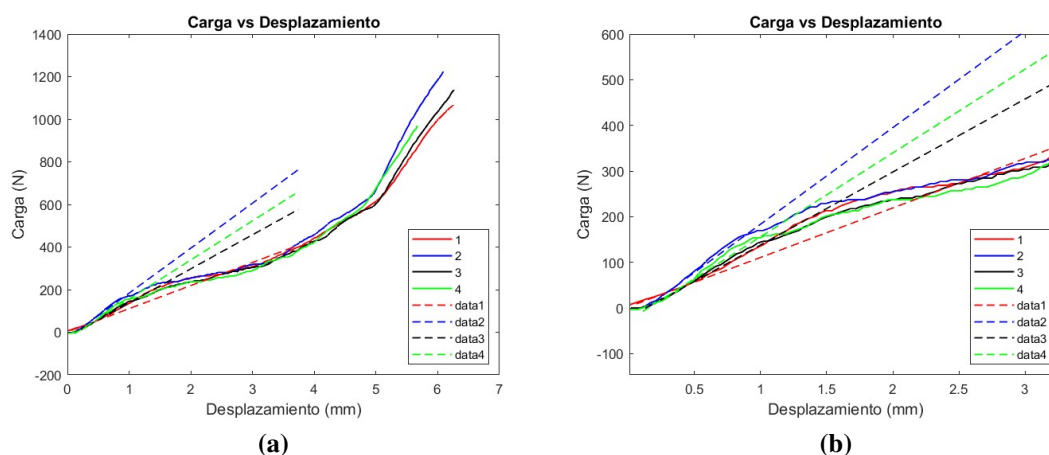 Carga vs Desplazamiento
1400
1200
1000
800
600
400
200
0
-200
Carga (N)
0 1 2 3 4 5 6 7
Desplazamiento (mm)
1
2
3
4
data1
data2
data3
data4
(a)
Carga vs Desplazamiento
600
500
400
300
200
100
0
-100
Carga (N)
0.5 1 1.5 2 2.5 3
Desplazamiento (mm)
1
2
3
4
data1
data2
data3
data4
(b)